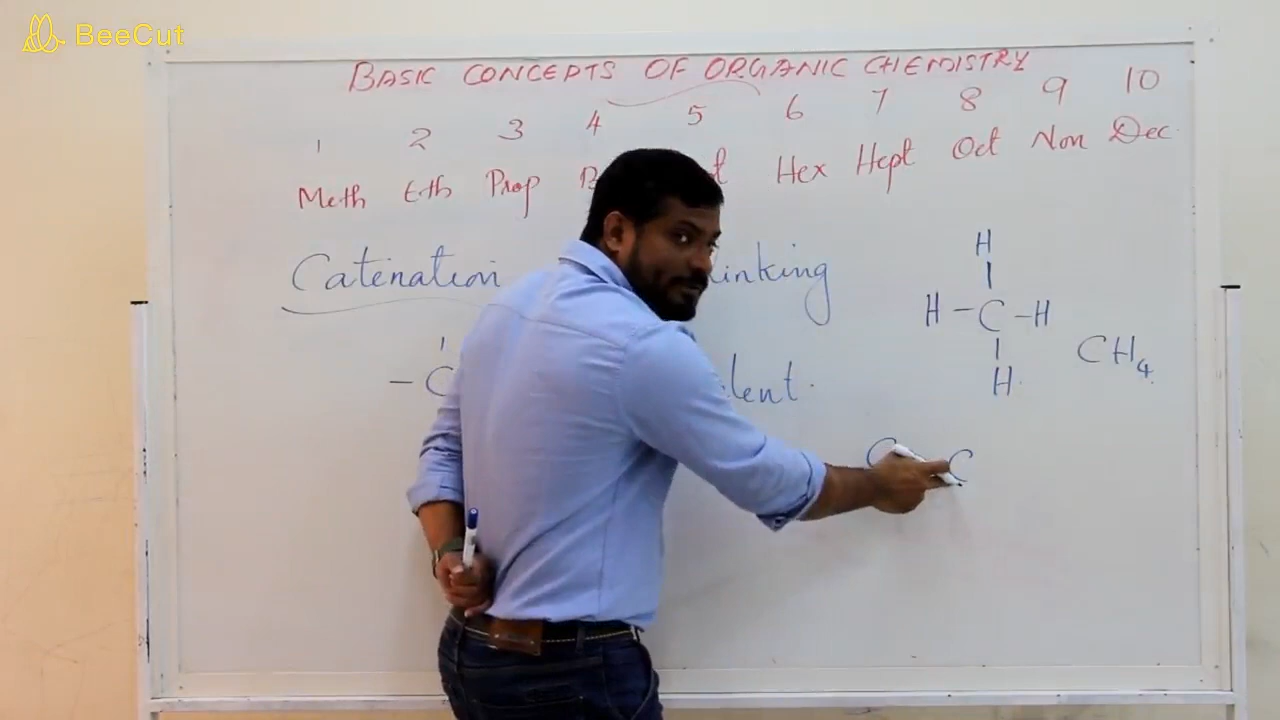 BeeCut
BASIC CONCEPTS OF ORGANIC CHEMISTRY
1 2 3 4 5 6 7 8 9 10
Meth Eth Prop Hex Hept Oct Non Dec.
Catenation
H
|
H - C - H
|
H
CH4
- C
C C